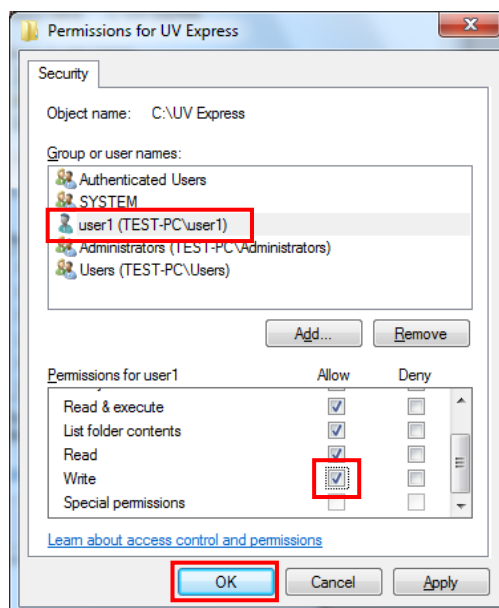 Permissions for UV Express
Security
Object name: C:\UV Express
Group or user names:
Authenticated Users
SYSTEM
user1 (TEST-PC\user1)
Administrators (TEST-PC\Administrators)
Users (TEST-PC\Users)
Add... Remove
Permissions for user1 Allow Deny
Read & execute
List folder contents
Read
Write
Special permissions
Learn about access control and permissions
OK Cancel Apply